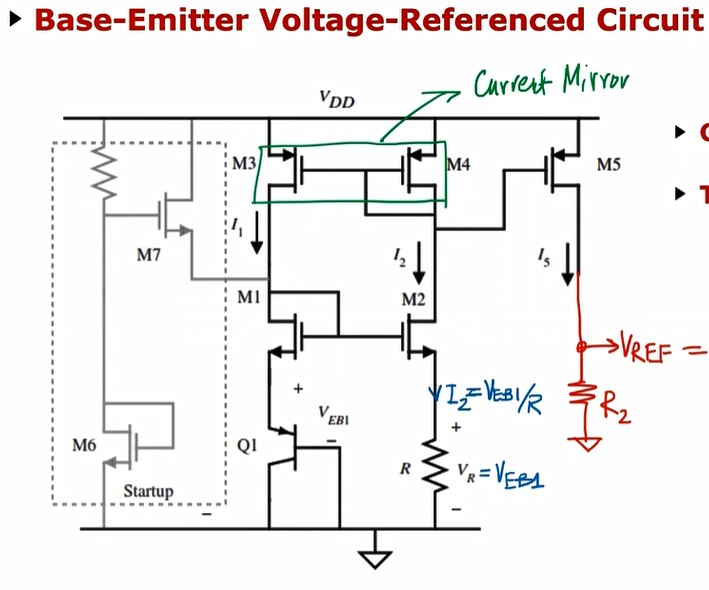 ▸ Base-Emitter Voltage-Referenced Circuit
Current Mirror
VDD
M3
M4
M5
I1
I2
I5
M7
M1
M2
VREF =
R2
+
VEB1
−
I2=VEB1/R
+
M6
Q1
R
VR=VEB1
−
Startup
−